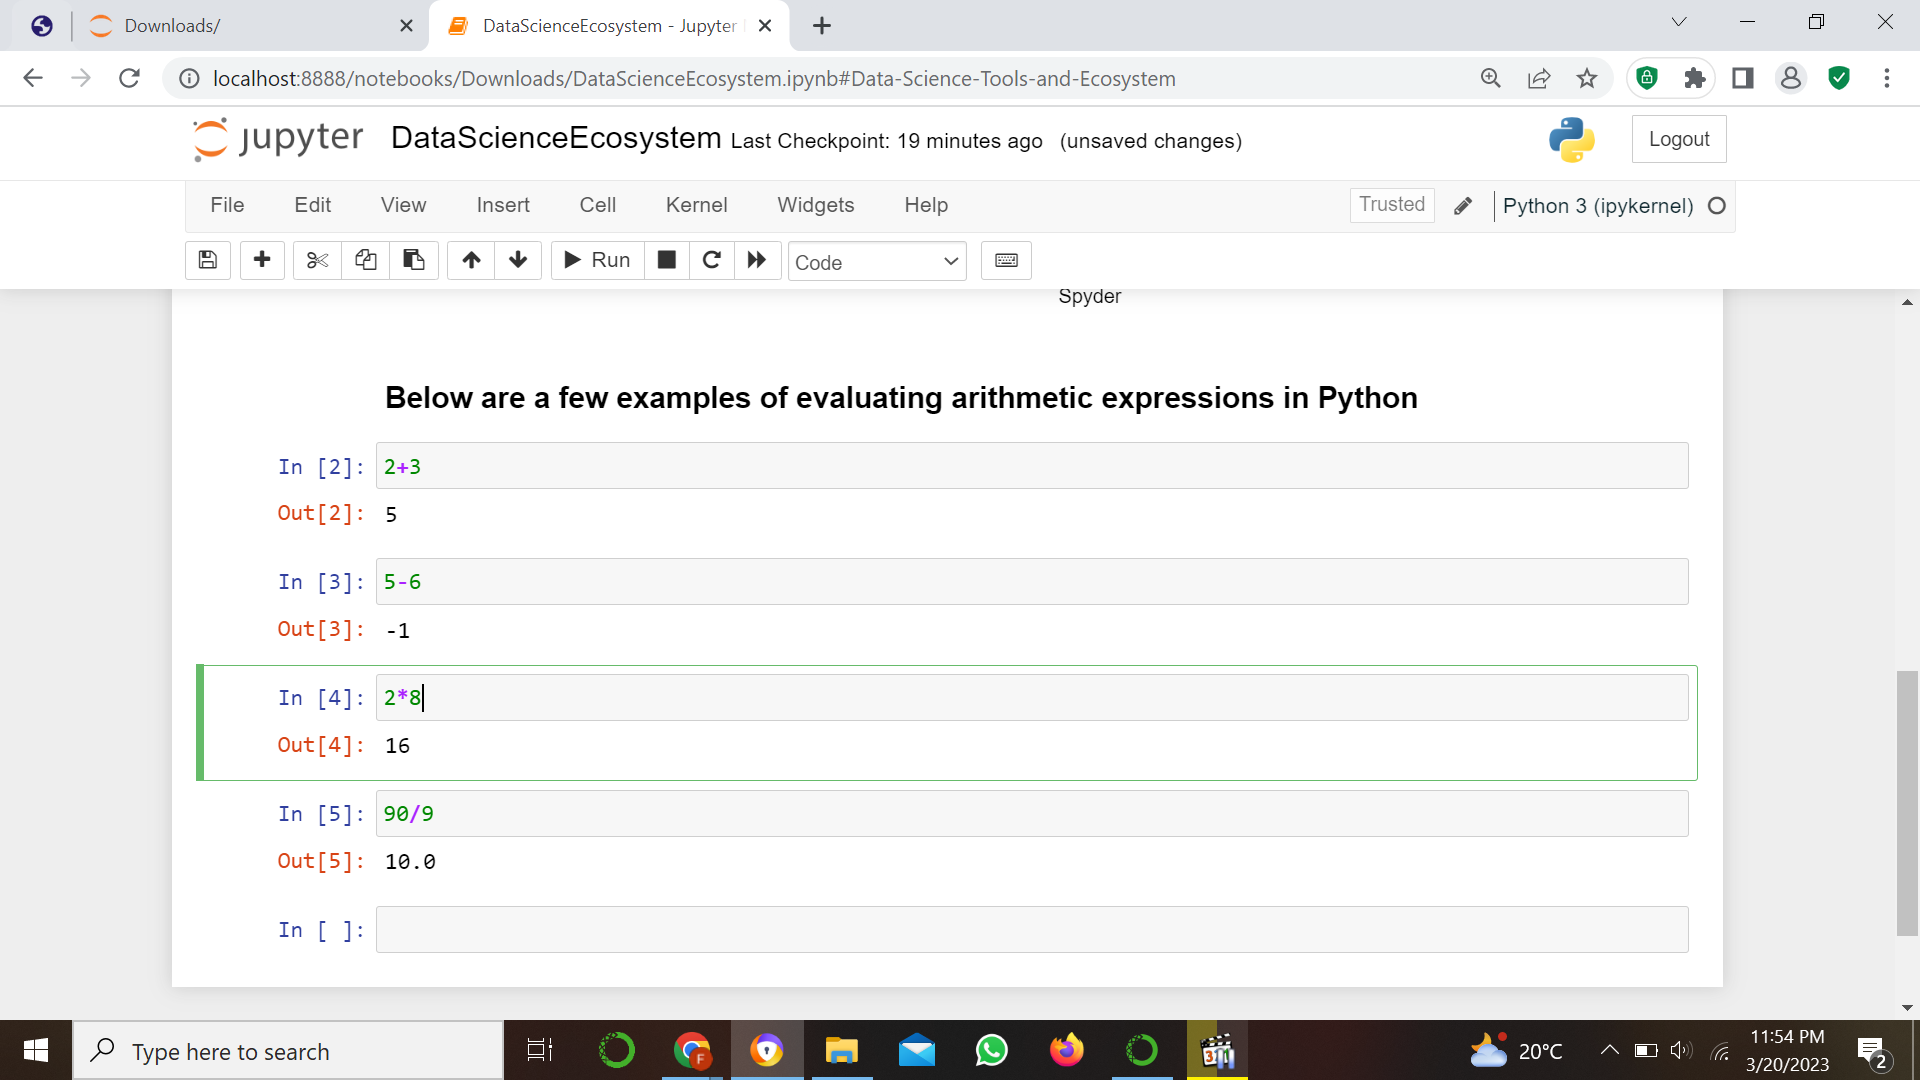 Downloads/
DataScienceEcosystem - Jupyter
localhost:8888/notebooks/Downloads/DataScienceEcosystem.ipynb#Data-Science-Tools-and-Ecosystem
jupyter DataScienceEcosystem Last Checkpoint: 19 minutes ago (unsaved changes) Logout
File Edit View Insert Cell Kernel Widgets Help Trusted Python 3 (ipykernel)
Run Code
Spyder
Below are a few examples of evaluating arithmetic expressions in Python
In [2]: 2+3
Out[2]: 5
In [3]: 5-6
Out[3]: -1
In [4]: 2*8
Out[4]: 16
In [5]: 90/9
Out[5]: 10.0
In [ ]:
Type here to search
F
311
20°C
11:54 PM
3/20/2023
2